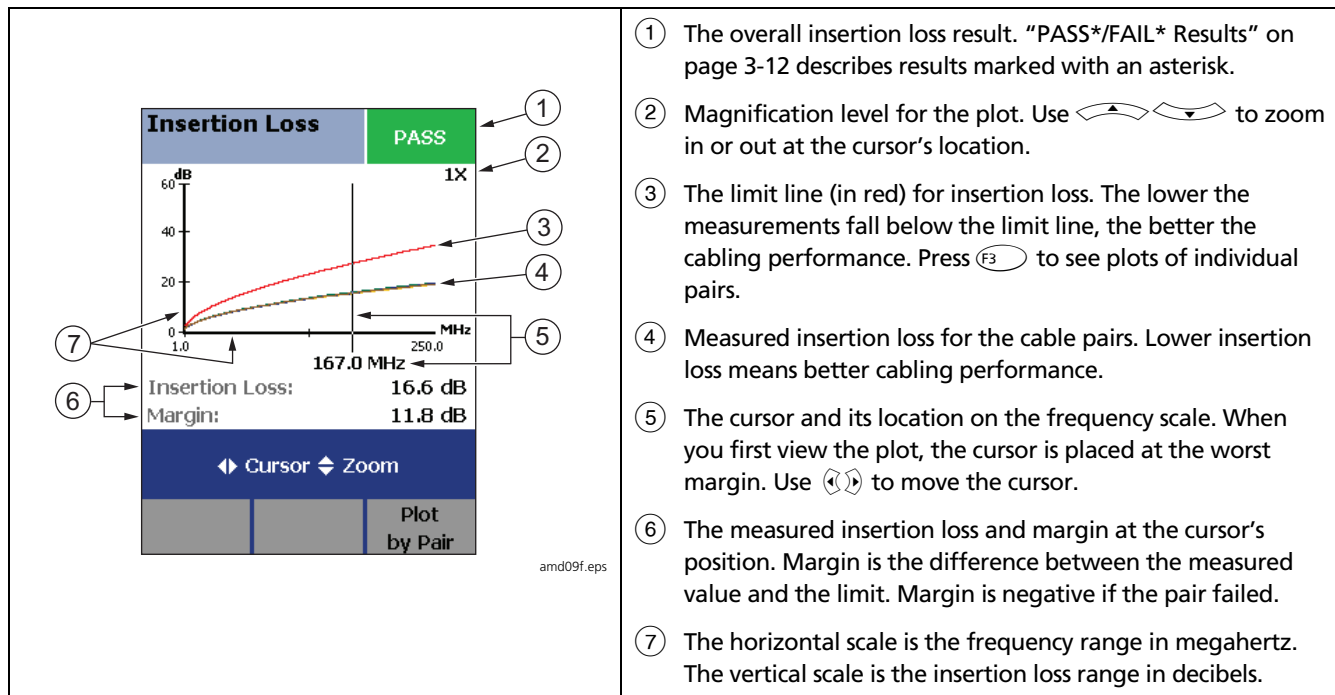 Insertion Loss
PASS
1X
dB
60
40
20
0
1.0
MHz
250.0
167.0 MHz
Insertion Loss: 16.6 dB
Margin: 11.8 dB
Cursor Zoom
Plot
by Pair
1
2
3
4
5
6
7
amd09f.eps
1 The overall insertion loss result. “PASS*/FAIL* Results” on
page 3-12 describes results marked with an asterisk.
2 Magnification level for the plot. Use to zoom
in or out at the cursor’s location.
3 The limit line (in red) for insertion loss. The lower the
measurements fall below the limit line, the better the
cabling performance. Press F3 to see plots of individual
pairs.
4 Measured insertion loss for the cable pairs. Lower insertion
loss means better cabling performance.
5 The cursor and its location on the frequency scale. When
you first view the plot, the cursor is placed at the worst
margin. Use to move the cursor.
6 The measured insertion loss and margin at the cursor’s
position. Margin is the difference between the measured
value and the limit. Margin is negative if the pair failed.
7 The horizontal scale is the frequency range in megahertz.
The vertical scale is the insertion loss range in decibels.